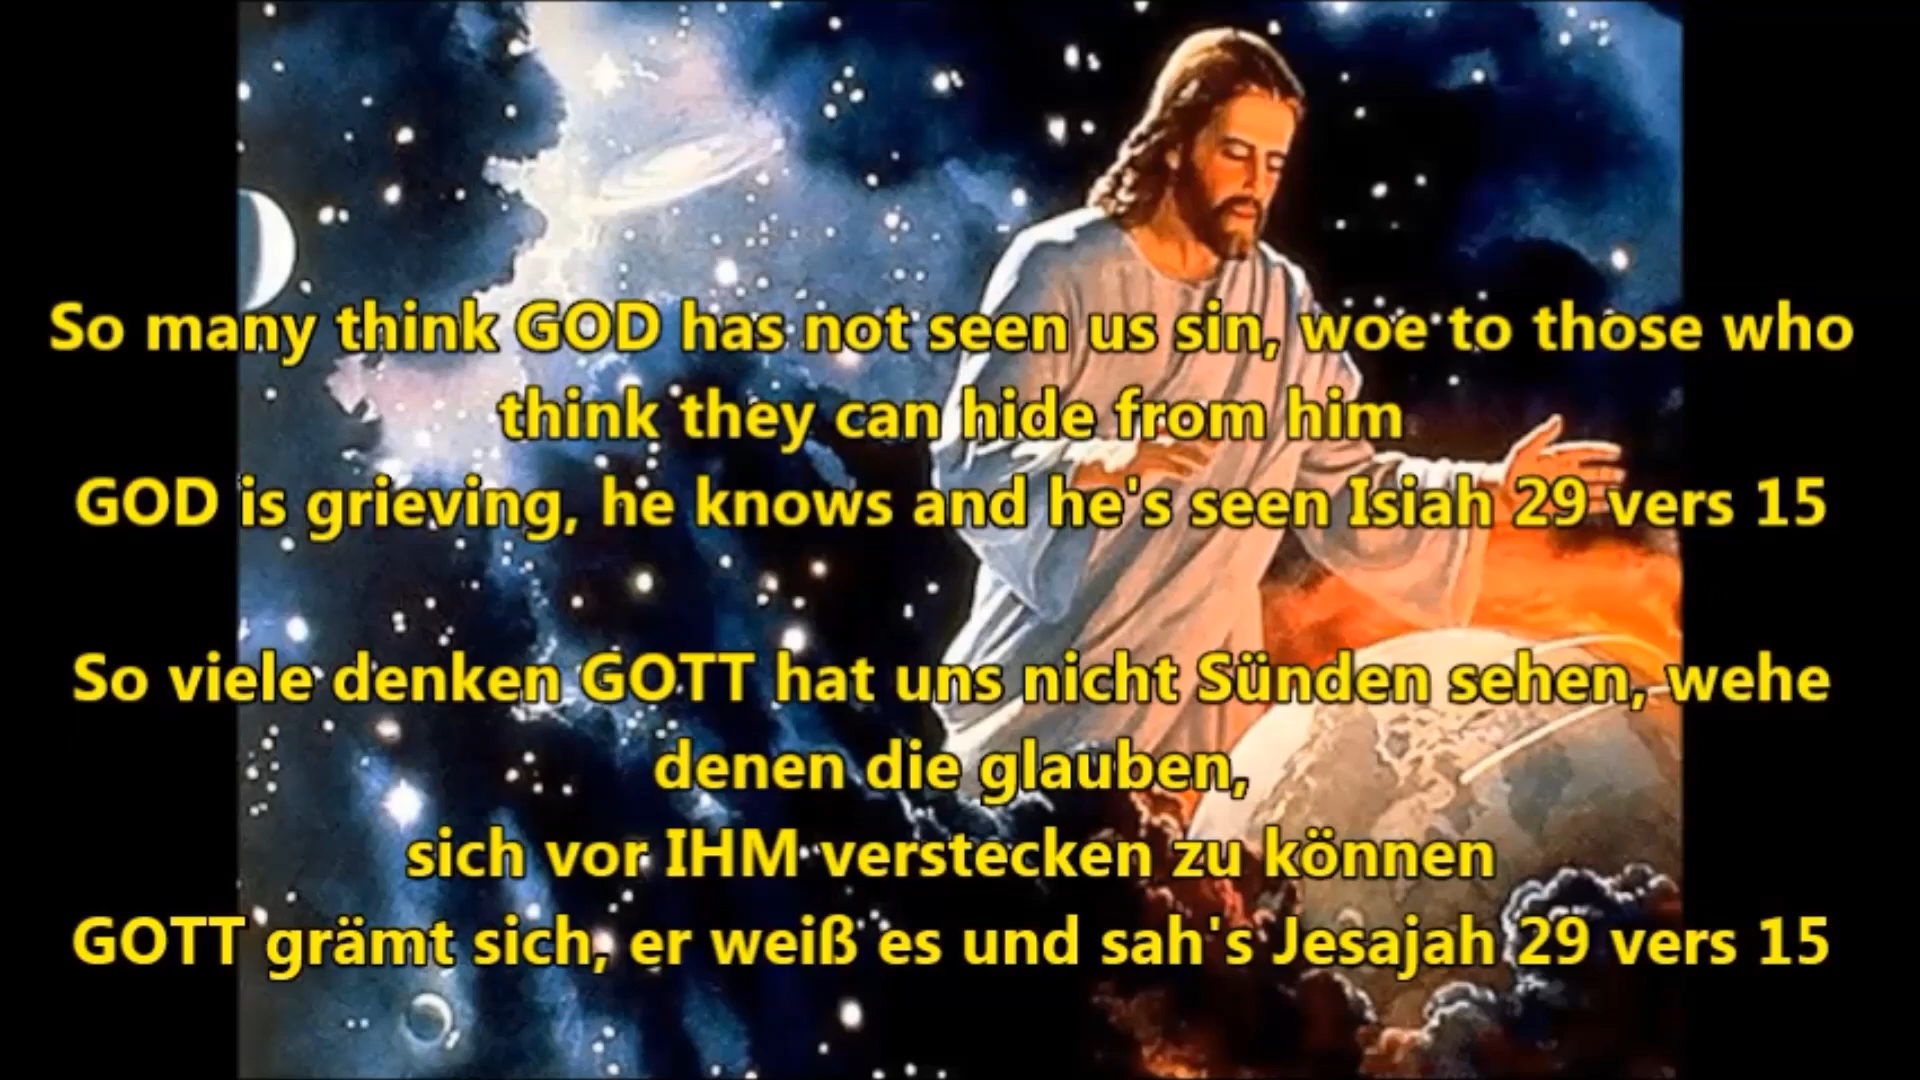 So many think GOD has not seen us sin, woe to those who
think they can hide from him
GOD is grieving, he knows and he's seen Isiah 29 vers 15
So viele denken GOTT hat uns nicht Sünden sehen, wehe
denen die glauben,
sich vor IHM verstecken zu können
GOTT grämt sich, er weiß es und sah's Jesajah 29 vers 15